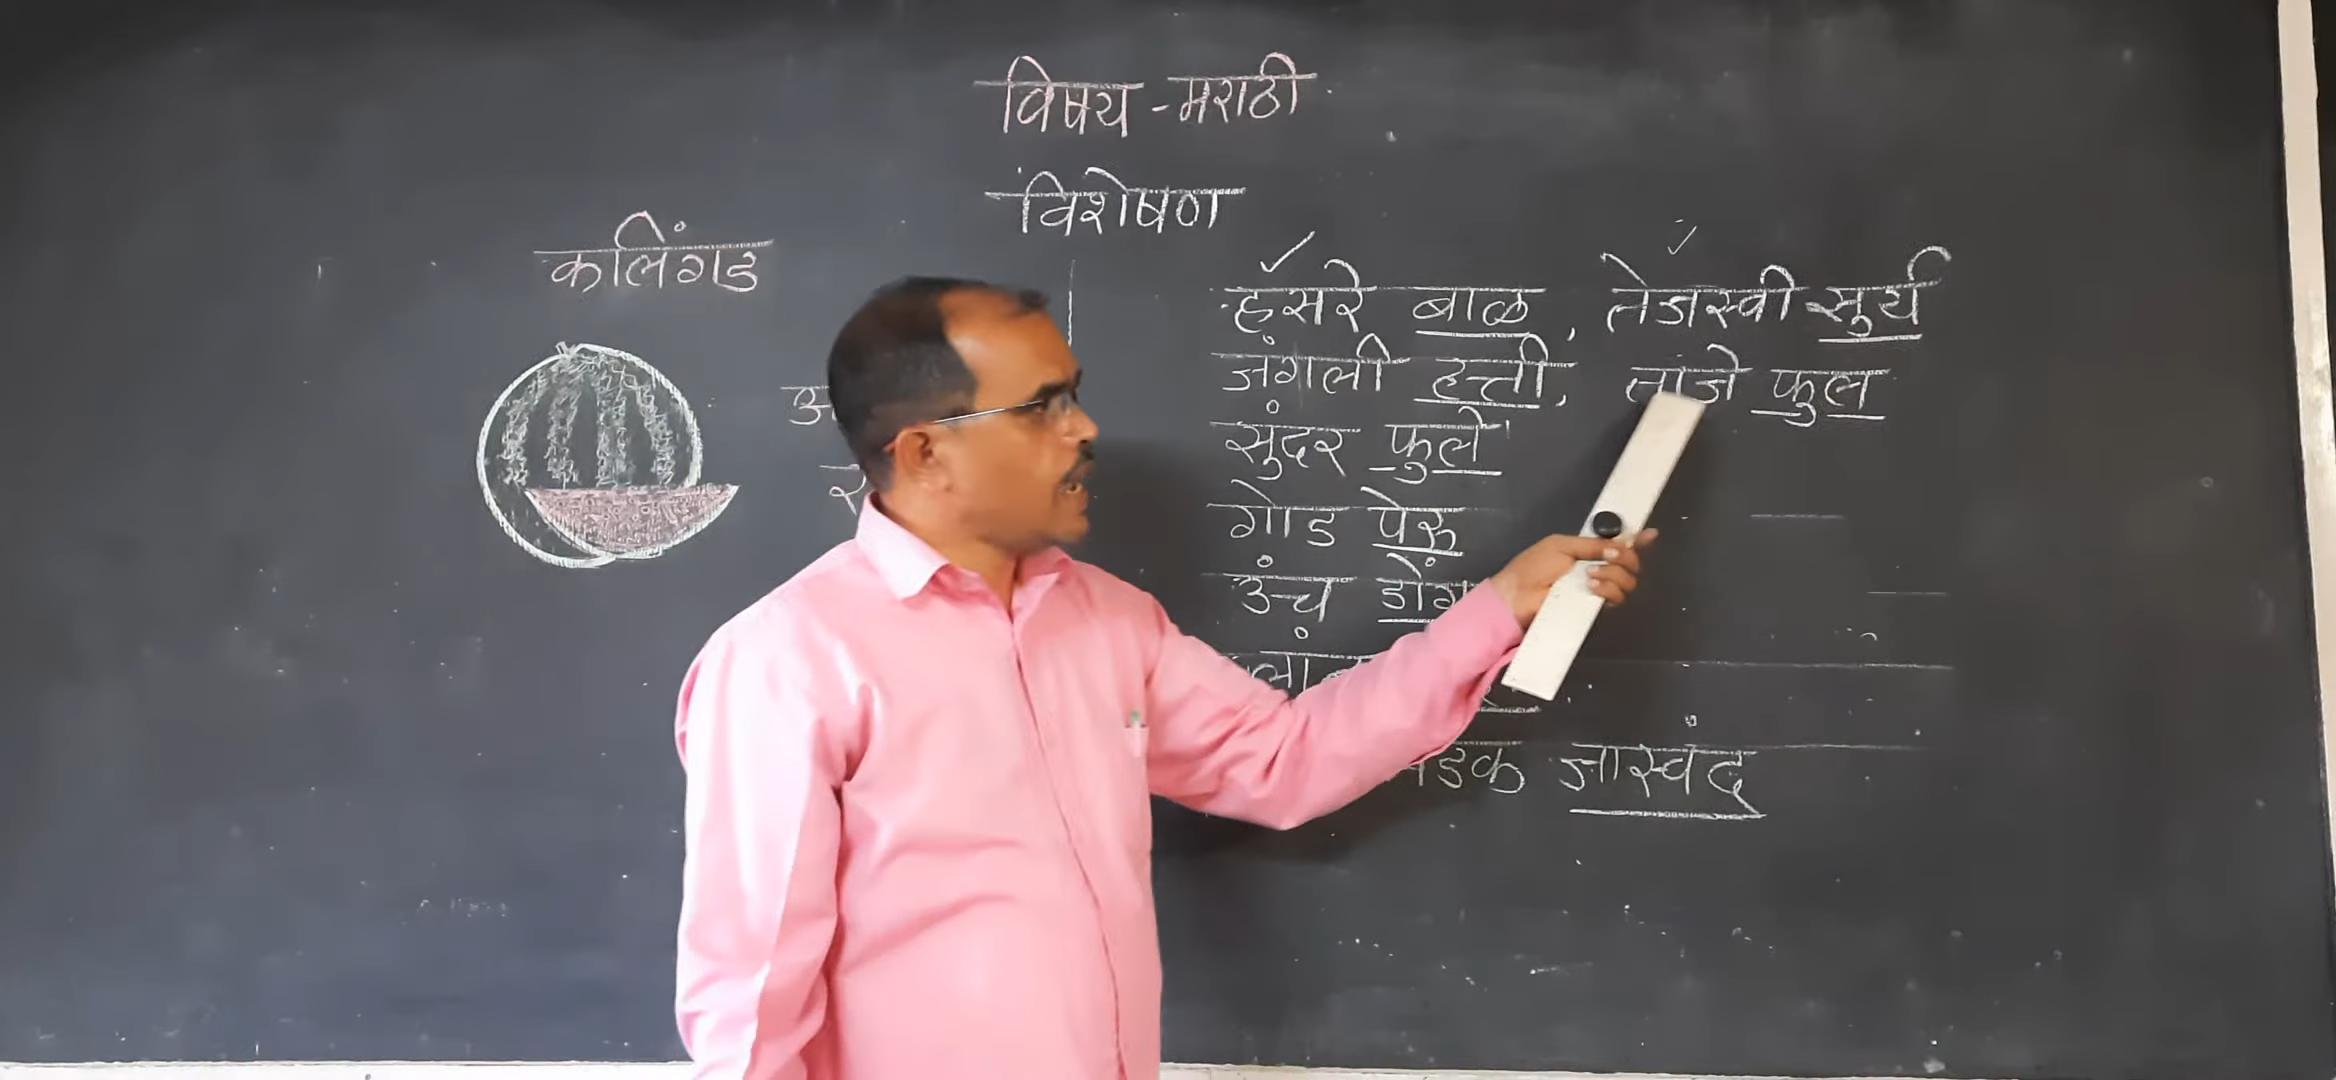 विषय - मराठी
विशेषण
कलिंगड
हसरे बाळ, तेजस्वी सुर्य
जंगली हत्ती, ताजे फुल
सुंदर फुले
गोड पेरू
उंच
जास्वंद